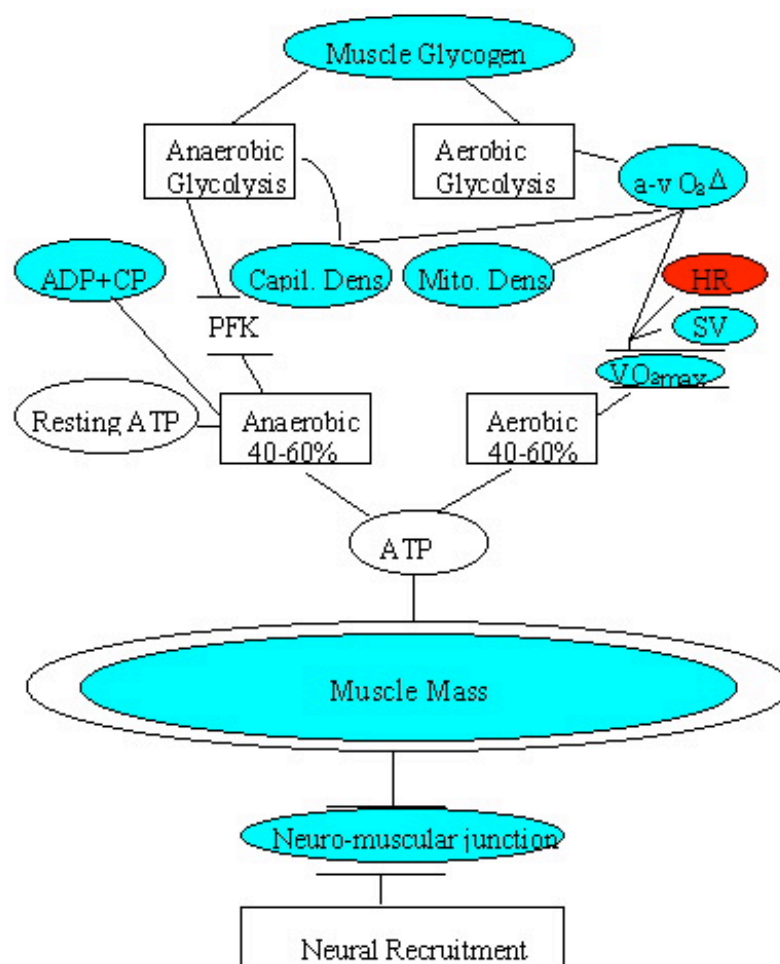 Muscle Glycogen
Anaerobic
Glycolysis
Aerobic
Glycolysis
a-v O₂ Δ
ADP+CP
Capil. Dens
Mito. Dens
HR
SV
PFK
VO₂max
Resting ATP
Anaerobic
40-60%
Aerobic
40-60%
ATP
Muscle Mass
Neuro-muscular junction
Neural Recruitment